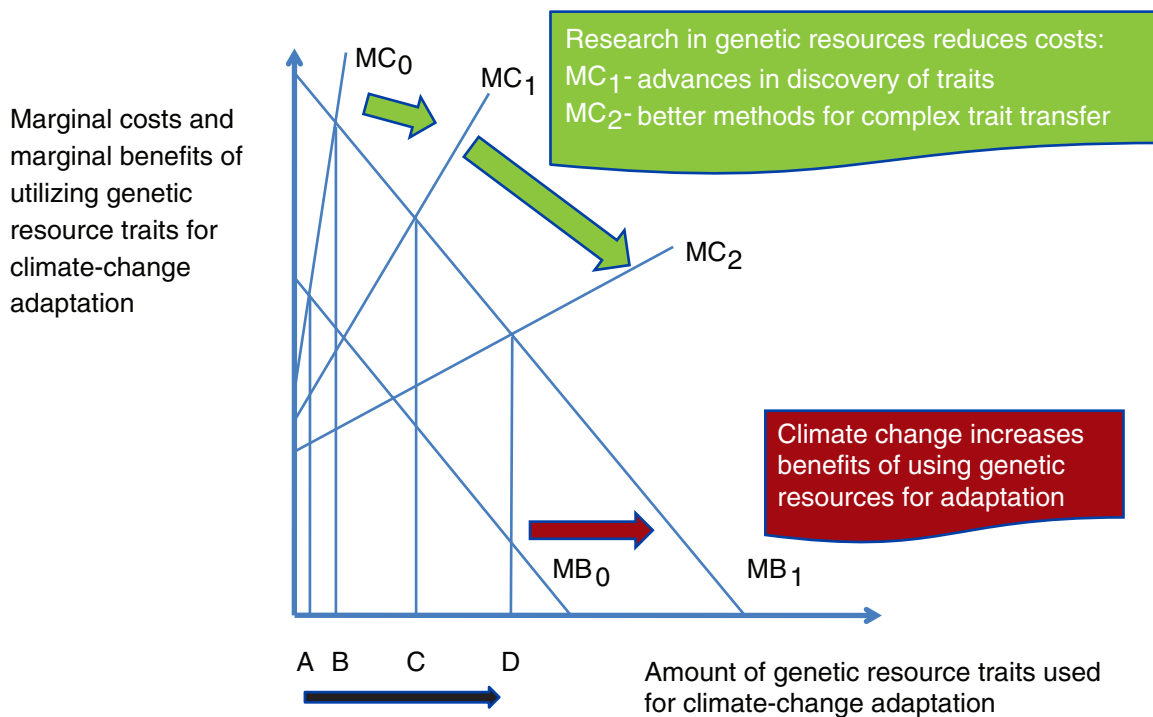 Marginal costs and
marginal benefits of
utilizing genetic
resource traits for
climate-change
adaptation
MC0
MC1
Research in genetic resources reduces costs:
MC1- advances in discovery of traits
MC2- better methods for complex trait transfer
MC2
Climate change increases
benefits of using genetic
resources for adaptation
MB0
MB1
A B C D
Amount of genetic resource traits used
for climate-change adaptation